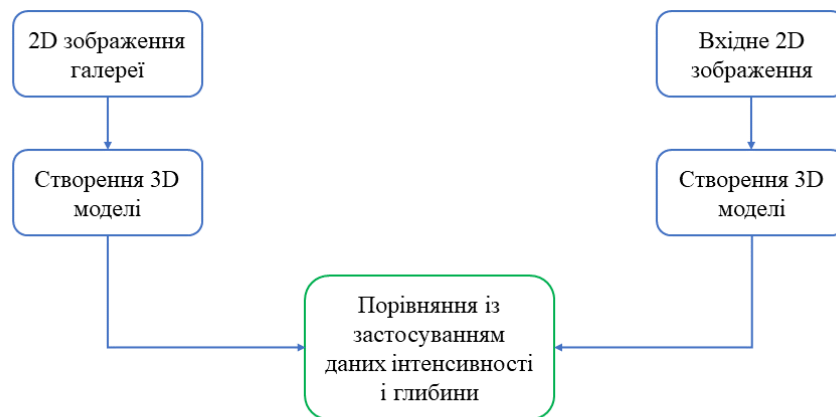 2D зображення
галереї
Вхідне 2D
зображення
Створення 3D
моделі
Створення 3D
моделі
Порівняння із
застосуванням
даних інтенсивності
і глибини